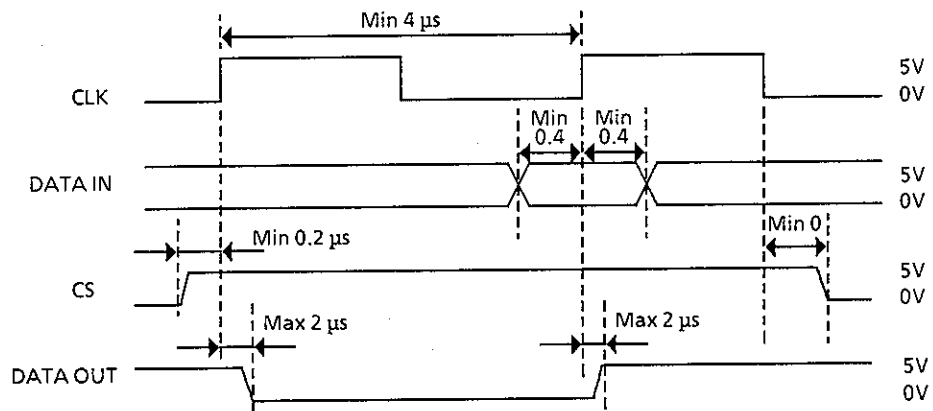 Min 4 µs
CLK
5V
0V
Min
0.4
Min
0.4
DATA IN
5V
0V
Min 0.2 µs
Min 0
CS
5V
0V
Max 2 µs
Max 2 µs
DATA OUT
5V
0V